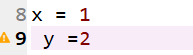 8 x = 1
9  y =2